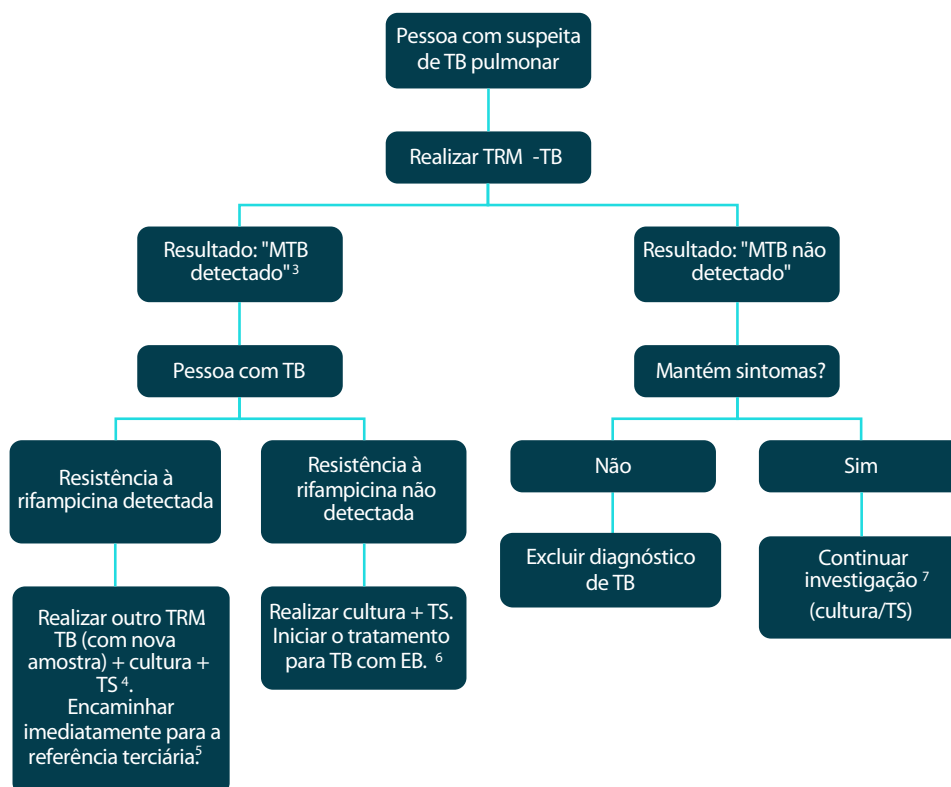 Pessoa com suspeita
de TB pulmonar
Realizar TRM -TB
Resultado: "MTB
detectado" 3
Resultado: "MTB
não detectado"
Pessoa com TB
Mantém sintomas?
Resistência à
rifampicina detectada
Resistência à
rifampicina não
detectada
Não
Sim
Realizar outro TRM
TB (com nova
amostra) + cultura +
TS 4.
Encaminhar
imediatamente para a
referência terciária.5
Realizar cultura + TS.
Iniciar o tratamento
para TB com EB. 6
Excluir diagnóstico
de TB
Continuar
investigação 7
(cultura/TS)